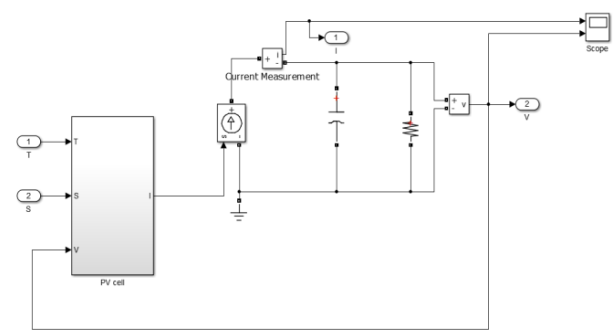 Scope
1
I
i
+
-
Current Measurement
+
s
-
+
-
v
2
V
1
T
2
S
T
S
V
I
PV cell